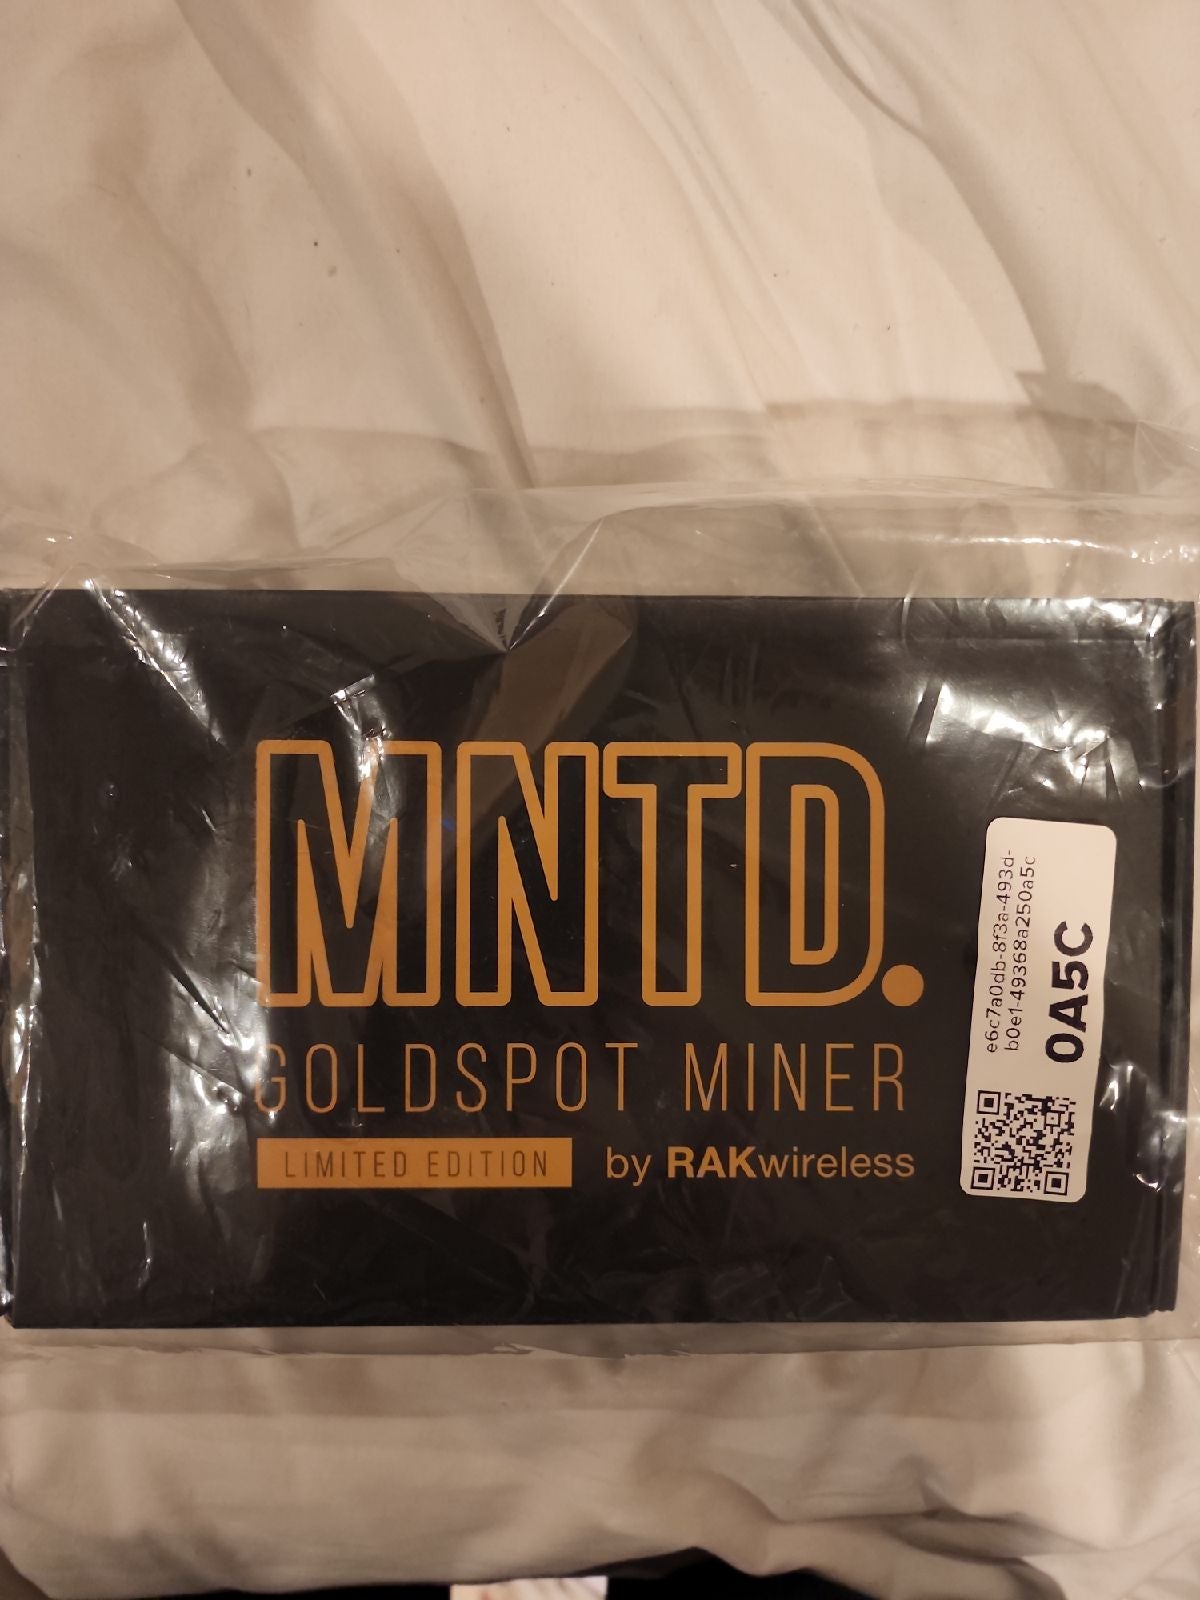 MNTD.
GOLDSPOT MINER
LIMITED EDITION by RAKwireless
e6c7a0db-8f3a-493d-
b0e1-49368a250a5c
0A5C